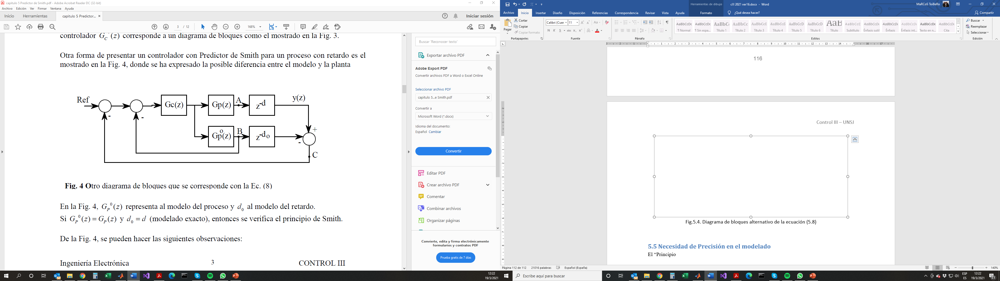 capitulo 5 Predictor de Smith.pdf - Adobe Acrobat Reader DC (32-bit)
Archivo Edición Ver Firmar Ventana Ayuda
Inicio Herramientas capitulo 5 Predictor... × Iniciar sesión
3 / 12 168%
controlador G_C*(z) corresponde a un diagrama de bloques como el mostrado en la Fig. 3.
Otra forma de presentar un controlador con Predictor de Smith para un proceso con retardo es el
mostrado en la Fig. 4, donde se ha expresado la posible diferencia entre el modelo y la planta
Ref Gc(z) Gp(z) A z^-d y(z)
- - + 
Gp^o(z) B z^-do -
C
Fig. 4 Otro diagrama de bloques que se corresponde con la Ec. (8)
En la Fig. 4, G_P^0(z) representa al modelo del proceso y d_0 al modelo del retardo.
Si G_P^0(z) = G_P(z) y d_0 = d (modelado exacto), entonces se verifica el principio de Smith.
De la Fig. 4, se pueden hacer las siguientes observaciones:
Ingeniería Electrónica 3 CONTROL III
Buscar 'Reconocer texto'
Exportar archivo PDF
Adobe Export PDF
Convertir archivos PDF a Word o Excel Online
Seleccionar archivo PDF
capitulo 5...e Smith.pdf
Convertir a
Microsoft Word (*.docx)
Idioma del documento:
Español Cambiar
Convertir
Editar PDF
Crear archivo PDF
Comentar
Combinar archivos
Organizar páginas
Convierte, edita y firma electrónicamente
formularios y contratos PDF
Prueba gratis de 7 días
12:22
19/3/2021
Herramientas de dibujo cIII 2021 ver16.docx - Word MaRCoS ToiBeRo
Archivo Inicio Insertar Diseño Disposición Referencias Correspondencia Revisar Vista Ayuda Formato ¿Qué desea hacer? Compartir
Pegar
Cortar
Copiar
Copiar formato
Portapapeles
Calibri (Cuer 11
N K S abc x₂ x²
Fuente
Párrafo
AaBbCcDc AaBbCcDc AaBbC AaBbCc AaBbCcD AaBbCcI AaBbCcD AaBbCcD AaB AaBbCcD AaBbCcDc AaBbCcDc AaBbCcDc AaBbCcDc AaBbCcDc
¶ Normal ¶ Sin espa... Título 1 Título 2 Título 3 Título 4 Título 5 Título 6 Título Subtítulo Énfasis sutil Énfasis Énfasis int... Texto en n... Cita
Estilos
Buscar
Reemplazar
Seleccionar
Edición
116
Control III – UNSJ
Fig.5.4. Diagrama de bloques alternativo de la ecuación (5.8)
5.5 Necesidad de Precisión en el modelado
El “Principio
Página 112 de 112 21016 palabras Español (España) 140%
Escribe aquí para buscar
ESP
ES
12:22
19/3/2021
23